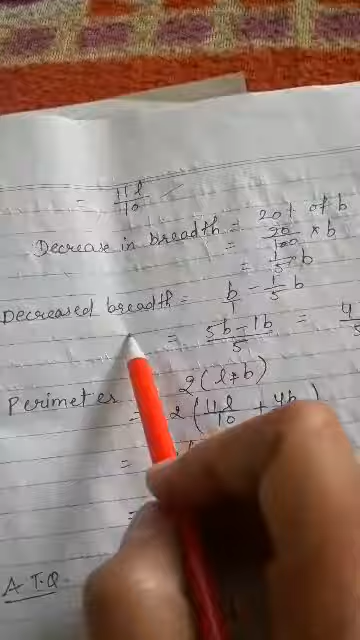 = 11l/10
Decrease in breadth = 20% of b
= 20/100 * b
= 1/5 b
Decreased breadth = b/1 - 1/5 b
= 5b - 1b/5 = 4
Perimeter 2(l+b)
= 2(11l/10 + 4b
=
=
A T.Q